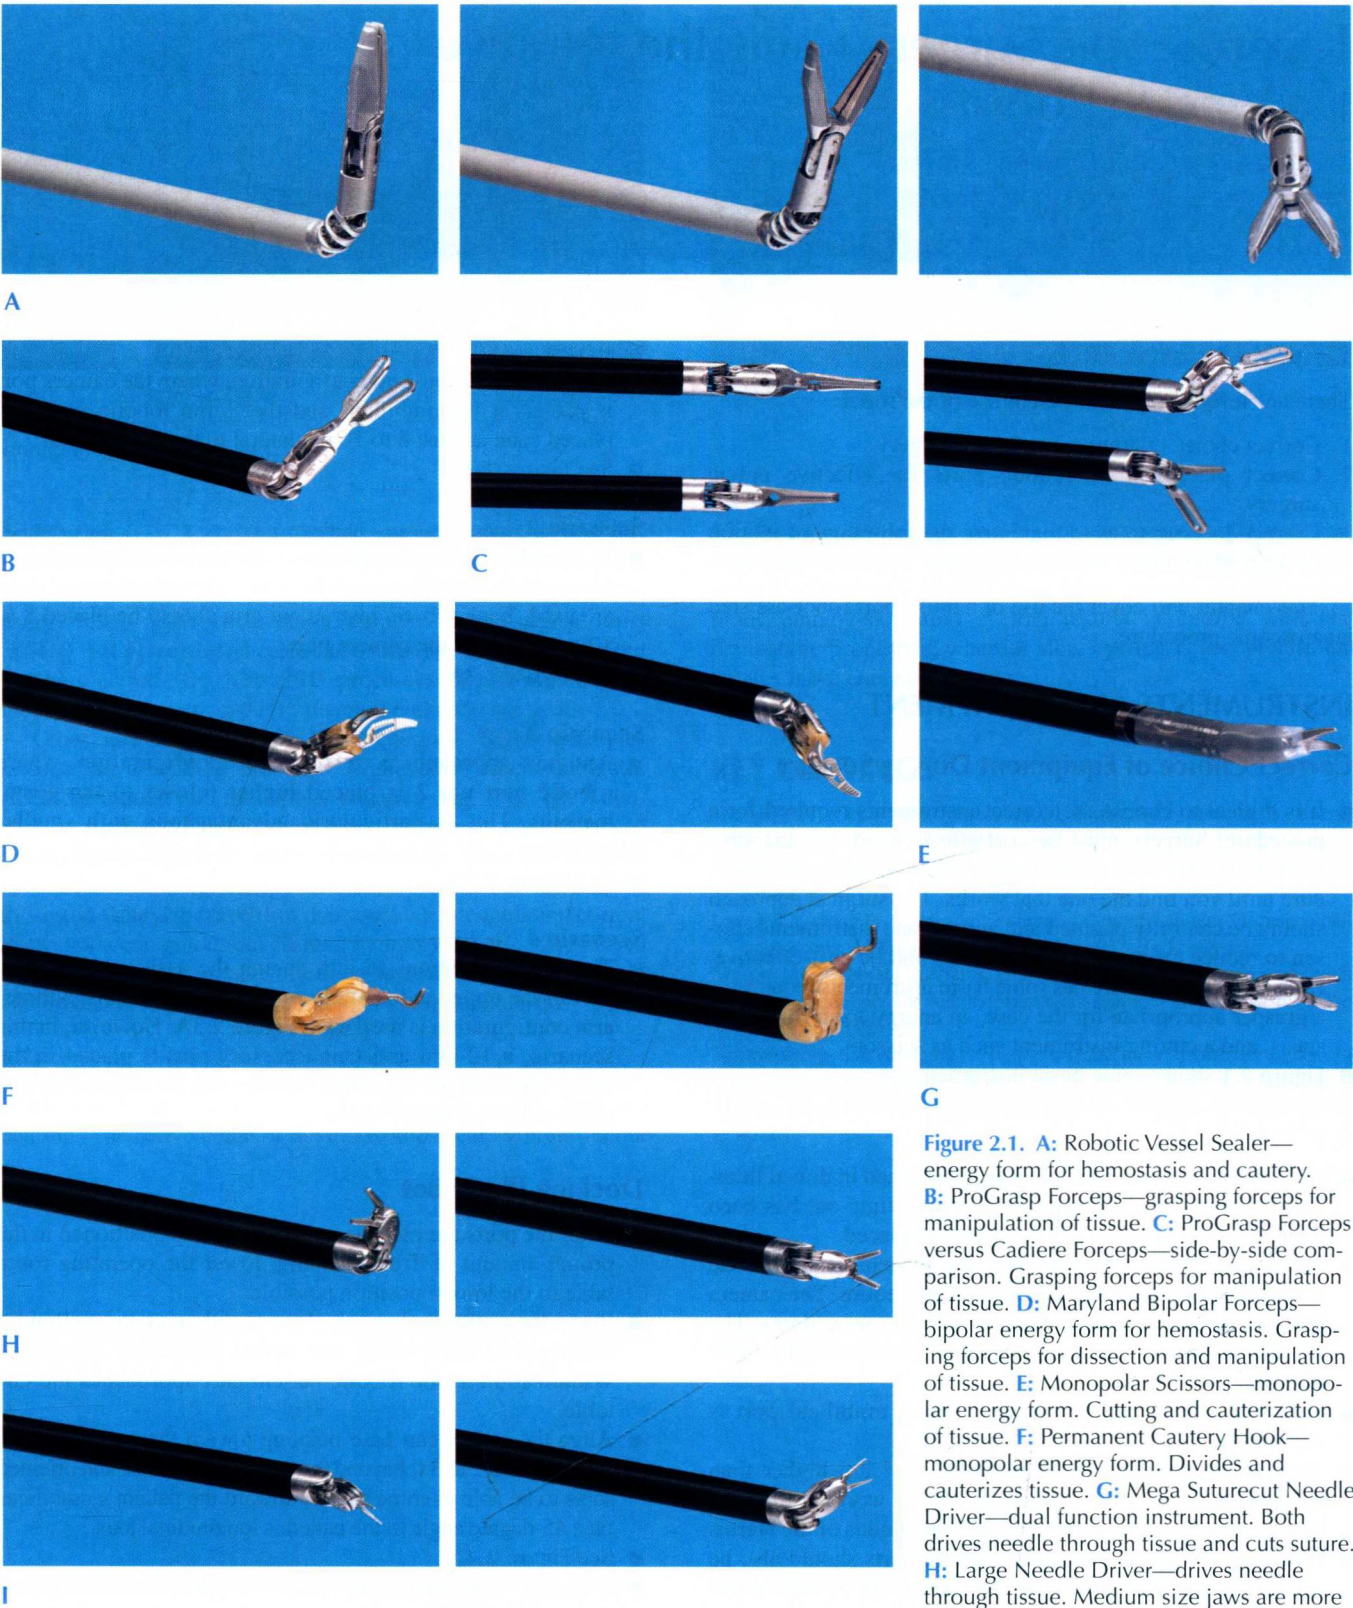 A
B
C
D
E
F
G
H
I
Figure 2.1. A: Robotic Vessel Sealer—
energy form for hemostasis and cautery.
B: ProGrasp Forceps—grasping forceps for
manipulation of tissue. C: ProGrasp Forceps
versus Cadiere Forceps—side-by-side com-
parison. Grasping forceps for manipulation
of tissue. D: Maryland Bipolar Forceps—
bipolar energy form for hemostasis. Grasp-
ing forceps for dissection and manipulation
of tissue. E: Monopolar Scissors—monopo-
lar energy form. Cutting and cauterization
of tissue. F: Permanent Cautery Hook—
monopolar energy form. Divides and
cauterizes tissue. G: Mega Suturecut Needle
Driver—dual function instrument. Both
drives needle through tissue and cuts suture.
H: Large Needle Driver—drives needle
through tissue. Medium size jaws are more